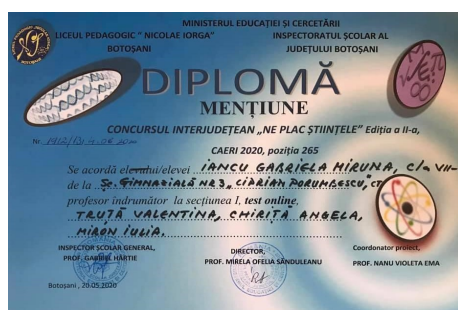 MINISTERUL EDUCAȚIEI ȘI CERCETĂRII
LICEUL PEDAGOGIC " NICOLAE IORGA"
BOTOȘANI
INSPECTORATUL ȘCOLAR AL
JUDEȚULUI BOTOȘANI
DIPLOMĂ
MENȚIUNE
CONCURSUL INTERJUDEȚEAN „NE PLAC ȘTIINȚELE” Ediția a II-a,
Nr.
CAERI 2020, poziția 265
Se acordă elevului/elevei IANCU GABRIELA MIRUNA, cls VII-
de la Șc. GIMNAZIALĂ NR 3 „CIPRIAN PORUMBESCU”,
profesor îndrumător la secțiunea I, test online,
TRUȚĂ VALENTINA, CHIRIȚĂ ANGELA,
MIRON IULIA.
INSPECTOR ȘCOLAR GENERAL,
PROF. GABRIEL HÂRTIE
DIRECTOR,
PROF. MIRELA OFELIA SĂNDULEANU
Coordonator proiect,
PROF. NANU VIOLETA EMA
Botoșani , 20.05.2020